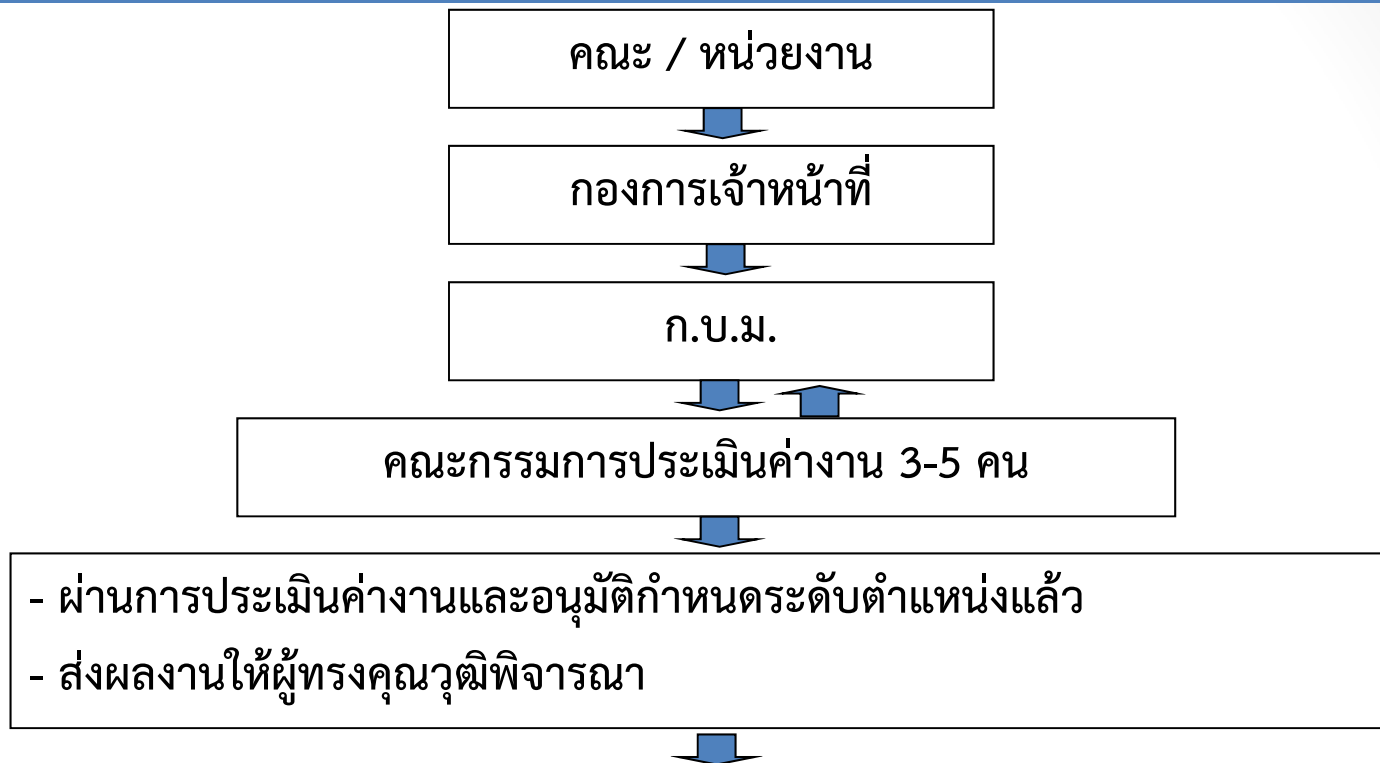 คณะ / หน่วยงาน
กองการเจ้าหน้าที่
ก.บ.ม.
คณะกรรมการประเมินค่างาน 3-5 คน
- ผ่านการประเมินค่างานและอนุมัติกำหนดระดับตำแหน่งแล้ว
- ส่งผลงานให้ผู้ทรงคุณวุฒิพิจารณา